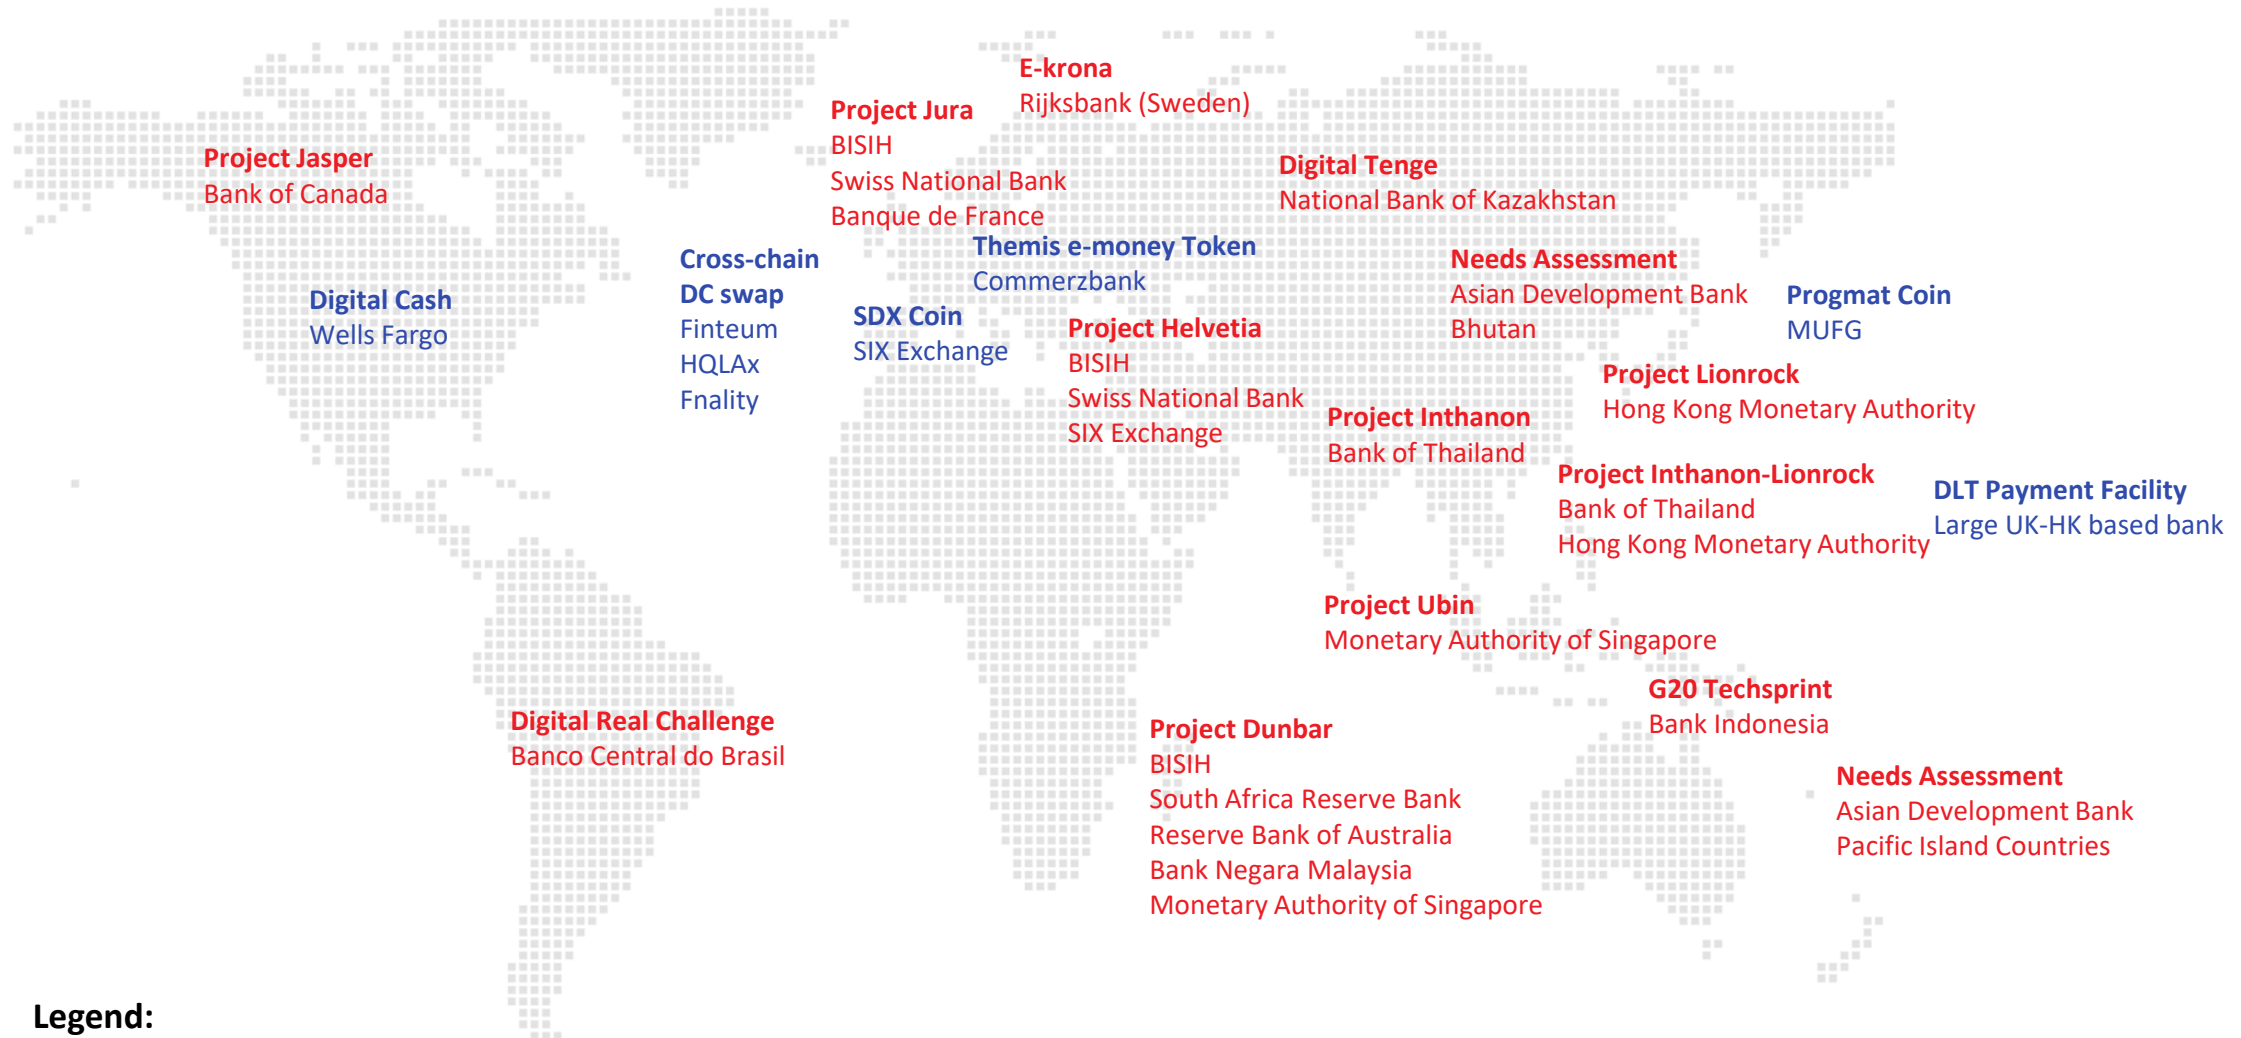 E-krona
Rijksbank (Sweden)
Project Jura
BISIH
Swiss National Bank
Banque de France
Project Jasper
Bank of Canada
Digital Tenge
National Bank of Kazakhstan
Themis e-money Token
Commerzbank
Cross-chain
DC swap
Finteum
HQLAx
Fnality
Needs Assessment
Asian Development Bank
Bhutan
Digital Cash
Wells Fargo
Progmat Coin
MUFG
SDX Coin
SIX Exchange
Project Helvetia
BISIH
Swiss National Bank
SIX Exchange
Project Lionrock
Hong Kong Monetary Authority
Project Inthanon
Bank of Thailand
Project Inthanon-Lionrock
Bank of Thailand
Hong Kong Monetary Authority
DLT Payment Facility
Large UK-HK based bank
Project Ubin
Monetary Authority of Singapore
G20 Techsprint
Bank Indonesia
Digital Real Challenge
Banco Central do Brasil
Project Dunbar
BISIH
South Africa Reserve Bank
Reserve Bank of Australia
Bank Negara Malaysia
Monetary Authority of Singapore
Needs Assessment
Asian Development Bank
Pacific Island Countries
Legend: